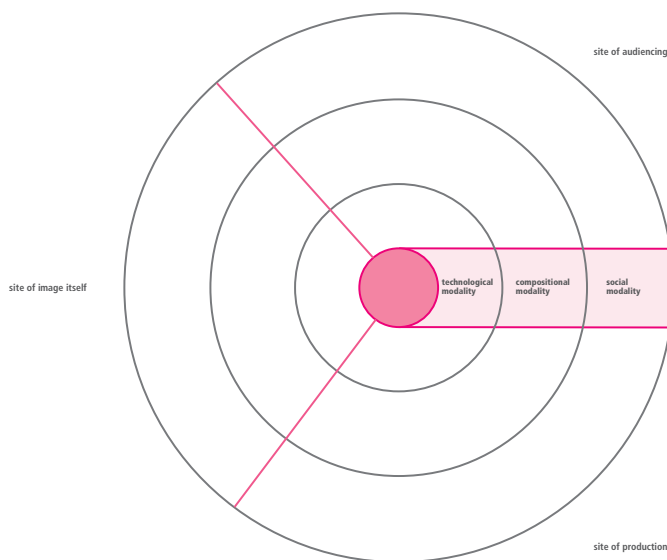 site of audiencing
site of image itself
technological
modality
compositional
modality
social
modality
site of production